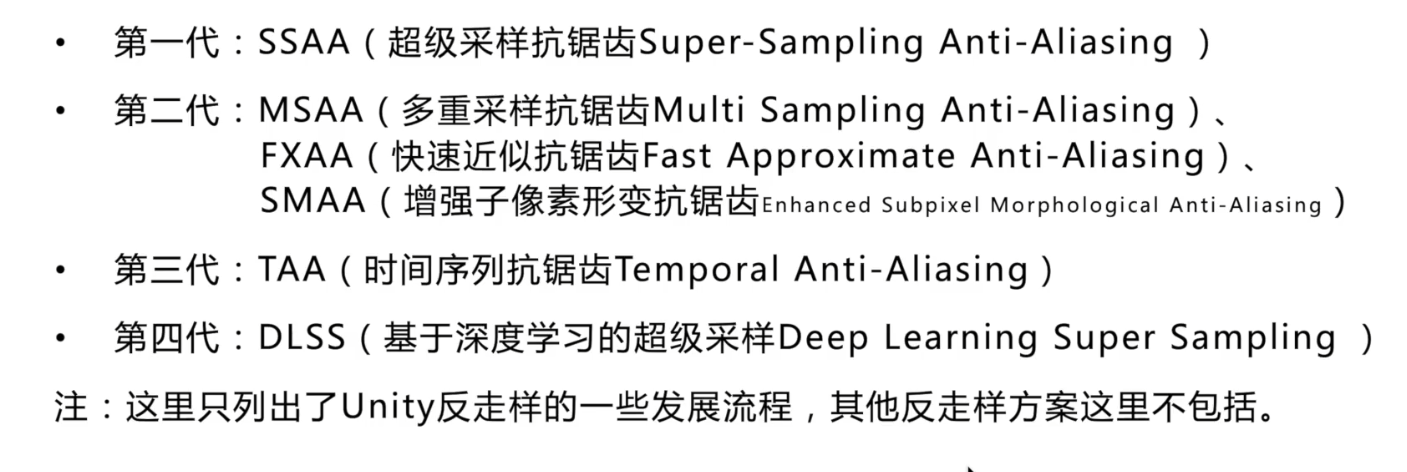 • 第一代：SSAA（超级采样抗锯齿Super-Sampling Anti-Aliasing ）
• 第二代：MSAA（多重采样抗锯齿Multi Sampling Anti-Aliasing）、
FXAA（快速近似抗锯齿Fast Approximate Anti-Aliasing）、
SMAA（增强子像素形变抗锯齿Enhanced Subpixel Morphological Anti-Aliasing）
• 第三代：TAA（时间序列抗锯齿Temporal Anti-Aliasing）
• 第四代：DLSS（基于深度学习的超级采样Deep Learning Super Sampling ）
注：这里只列出了Unity反走样的一些发展流程，其他反走样方案这里不包括。